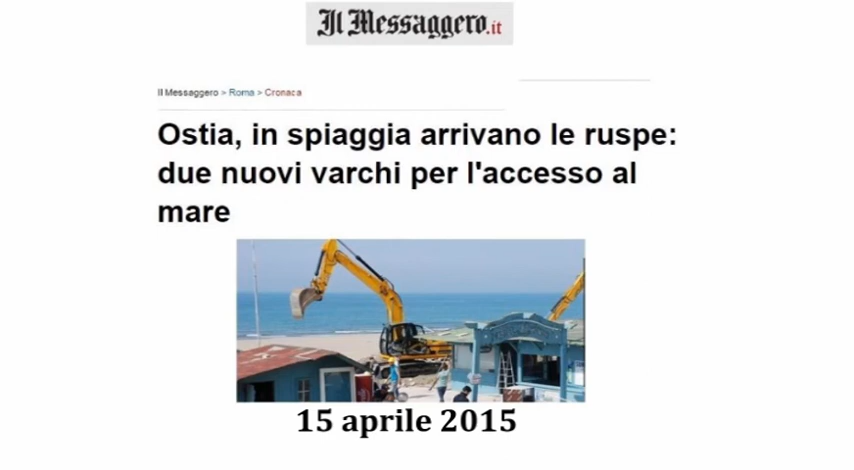 Il Messaggero.it
Il Messaggero > Roma > Cronaca
Ostia, in spiaggia arrivano le ruspe:
due nuovi varchi per l'accesso al
mare
15 aprile 2015